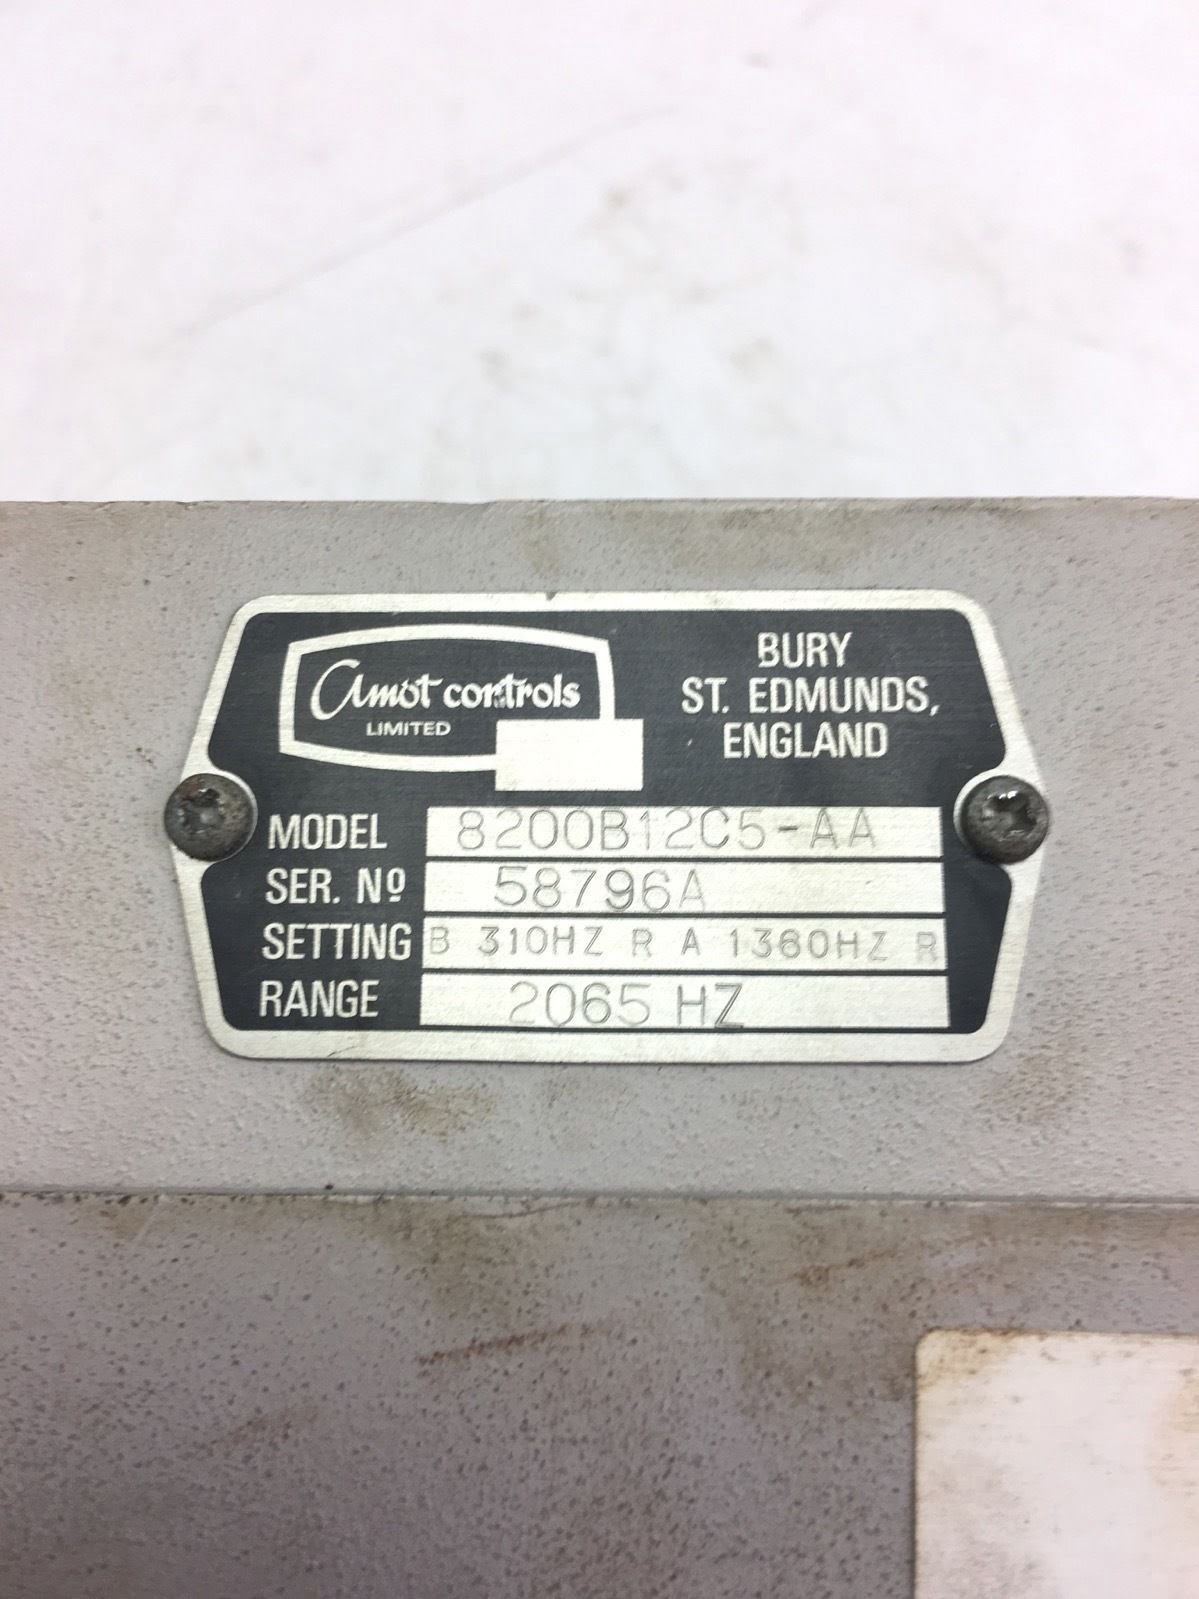 Amot controls
LIMITED
BURY
ST. EDMUNDS,
ENGLAND
MODEL 8200B12C5-AA
SER. Nº 58796A
SETTING B 310HZ R A 1360HZ R
RANGE 2065 HZ